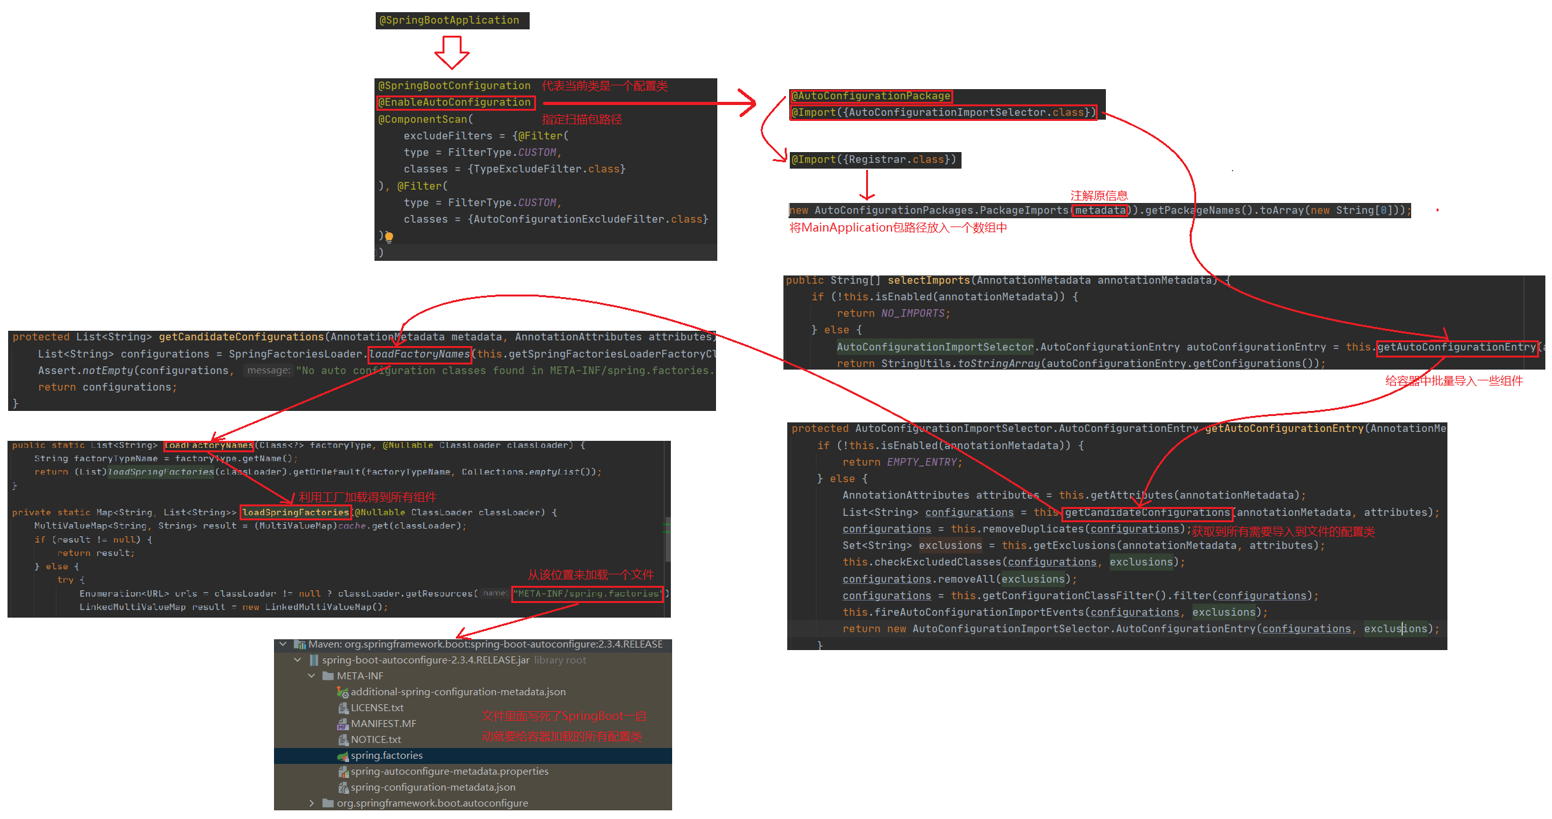 @SpringBootApplication
@SpringBootConfiguration 代表当前类是一个配置类
@EnableAutoConfiguration
@ComponentScan( 指定扫描包路径
excludeFilters = {@Filter(
type = FilterType.CUSTOM,
classes = {TypeExcludeFilter.class}
), @Filter(
type = FilterType.CUSTOM,
classes = {AutoConfigurationExcludeFilter.class}
)}
)
@AutoConfigurationPackage
@Import({AutoConfigurationImportSelector.class})
@Import({Registrar.class})
注解原信息
new AutoConfigurationPackages.PackageImports(metadata)).getPackageNames().toArray(new String[0]));
将MainApplication包路径放入一个数组中
public String[] selectImports(AnnotationMetadata annotationMetadata) {
if (!this.isEnabled(annotationMetadata)) {
return NO_IMPORTS;
} else {
AutoConfigurationImportSelector.AutoConfigurationEntry autoConfigurationEntry = this.getAutoConfigurationEntry(
return StringUtils.toStringArray(autoConfigurationEntry.getConfigurations());
给容器中批量导入一些组件
protected AutoConfigurationImportSelector.AutoConfigurationEntry getAutoConfigurationEntry(AnnotationMe
if (!this.isEnabled(annotationMetadata)) {
return EMPTY_ENTRY;
} else {
AnnotationAttributes attributes = this.getAttributes(annotationMetadata);
List<String> configurations = this.getCandidateConfigurations(annotationMetadata, attributes);
configurations = this.removeDuplicates(configurations); 获取到所有需要导入到文件的配置类
Set<String> exclusions = this.getExclusions(annotationMetadata, attributes);
this.checkExcludedClasses(configurations, exclusions);
configurations.removeAll(exclusions);
configurations = this.getConfigurationClassFilter().filter(configurations);
this.fireAutoConfigurationImportEvents(configurations, exclusions);
return new AutoConfigurationImportSelector.AutoConfigurationEntry(configurations, exclusions);
}
protected List<String> getCandidateConfigurations(AnnotationMetadata metadata, AnnotationAttributes attributes)
List<String> configurations = SpringFactoriesLoader.loadFactoryNames(this.getSpringFactoriesLoaderFactoryCl
Assert.notEmpty(configurations, message: "No auto configuration classes found in META-INF/spring.factories.
return configurations;
}
public static List<String> loadFactoryNames(Class<?> factoryType, @Nullable ClassLoader classLoader) {
String factoryTypeName = factoryType.getName();
return (List)loadSpringFactories(classLoader).getOrDefault(factoryTypeName, Collections.emptyList());
}
利用工厂加载得到所有组件
private static Map<String, List<String>> loadSpringFactories(@Nullable ClassLoader classLoader) {
MultiValueMap<String, String> result = (MultiValueMap)cache.get(classLoader);
if (result != null) {
return result;
} else {
try { 从该位置来加载一个文件
Enumeration<URL> urls = classLoader != null ? classLoader.getResources( name: "META-INF/spring.factories")
LinkedMultiValueMap result = new LinkedMultiValueMap();
Maven: org.springframework.boot:spring-boot-autoconfigure:2.3.4.RELEASE
spring-boot-autoconfigure-2.3.4.RELEASE.jar library root
META-INF
additional-spring-configuration-metadata.json
LICENSE.txt
MANIFEST.MF
NOTICE.txt
spring.factories
spring-autoconfigure-metadata.properties
spring-configuration-metadata.json
org.springframework.boot.autoconfigure
文件里面写死了SpringBoot一启
动就要给容器加载的所有配置类